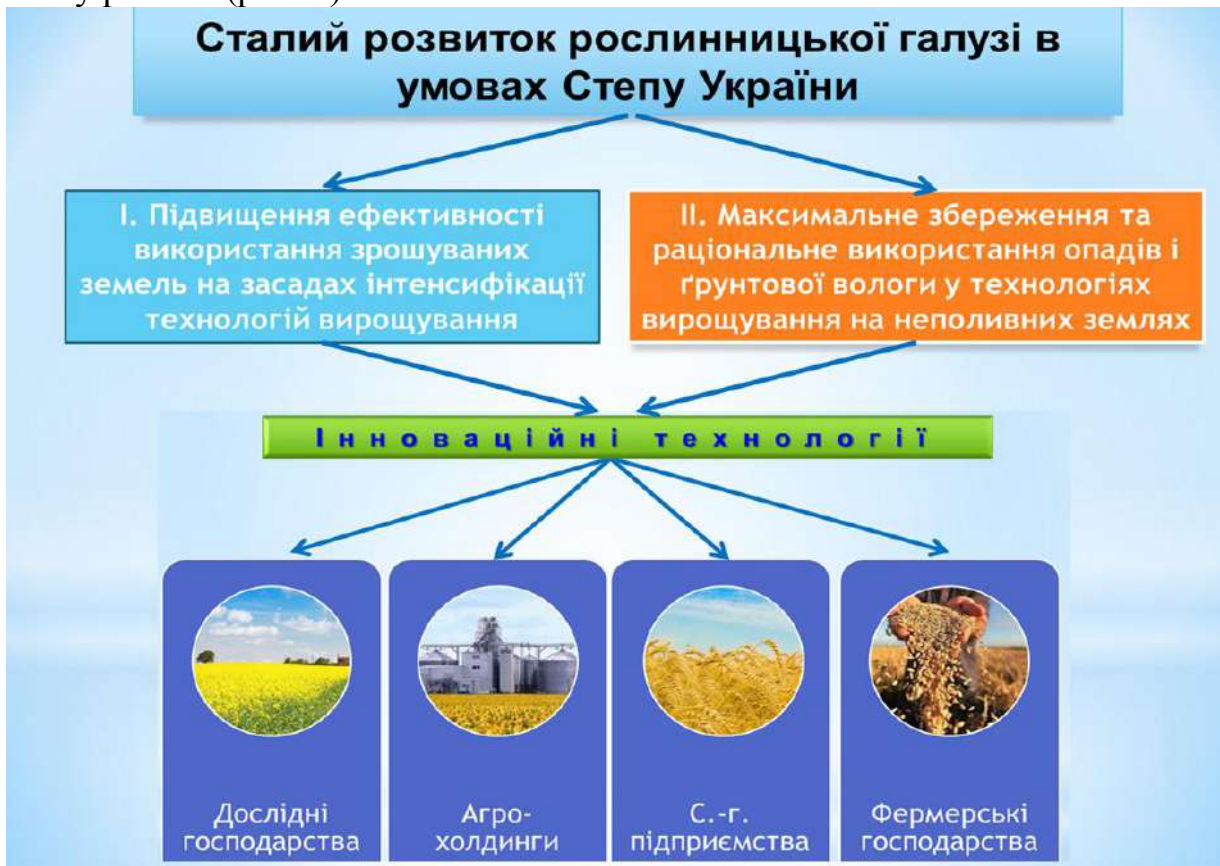 Сталий розвиток рослинницької галузі в
умовах Степу України
І. Підвищення ефективності
використання зрошуваних
земель на засадах інтенсифікації
технологій вирощування
ІІ. Максимальне збереження та
раціональне використання опадів і
ґрунтової вологи у технологіях
вирощування на неполивних землях
Інноваційні технології
Дослідні
господарства
Агро-
холдинги
С.-г.
підприємства
Фермерські
господарства